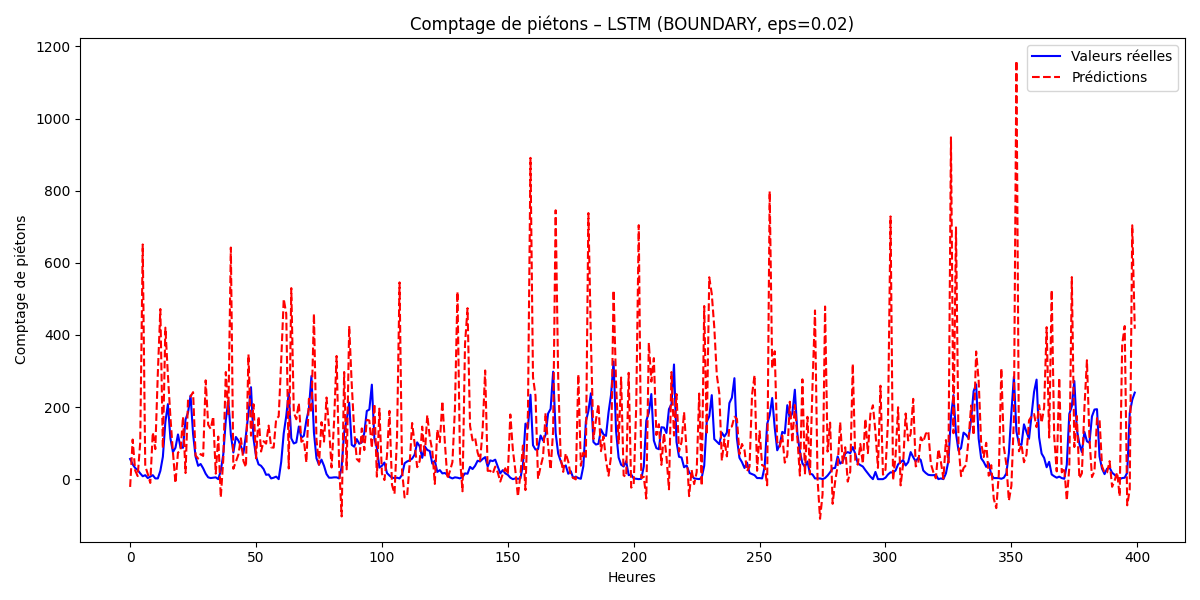 Comptage de piétons – LSTM (BOUNDARY, eps=0.02)
Valeurs réelles
Prédictions
Comptage de piétons
1200
1000
800
600
400
200
0
0 50 100 150 200 250 300 350 400
Heures